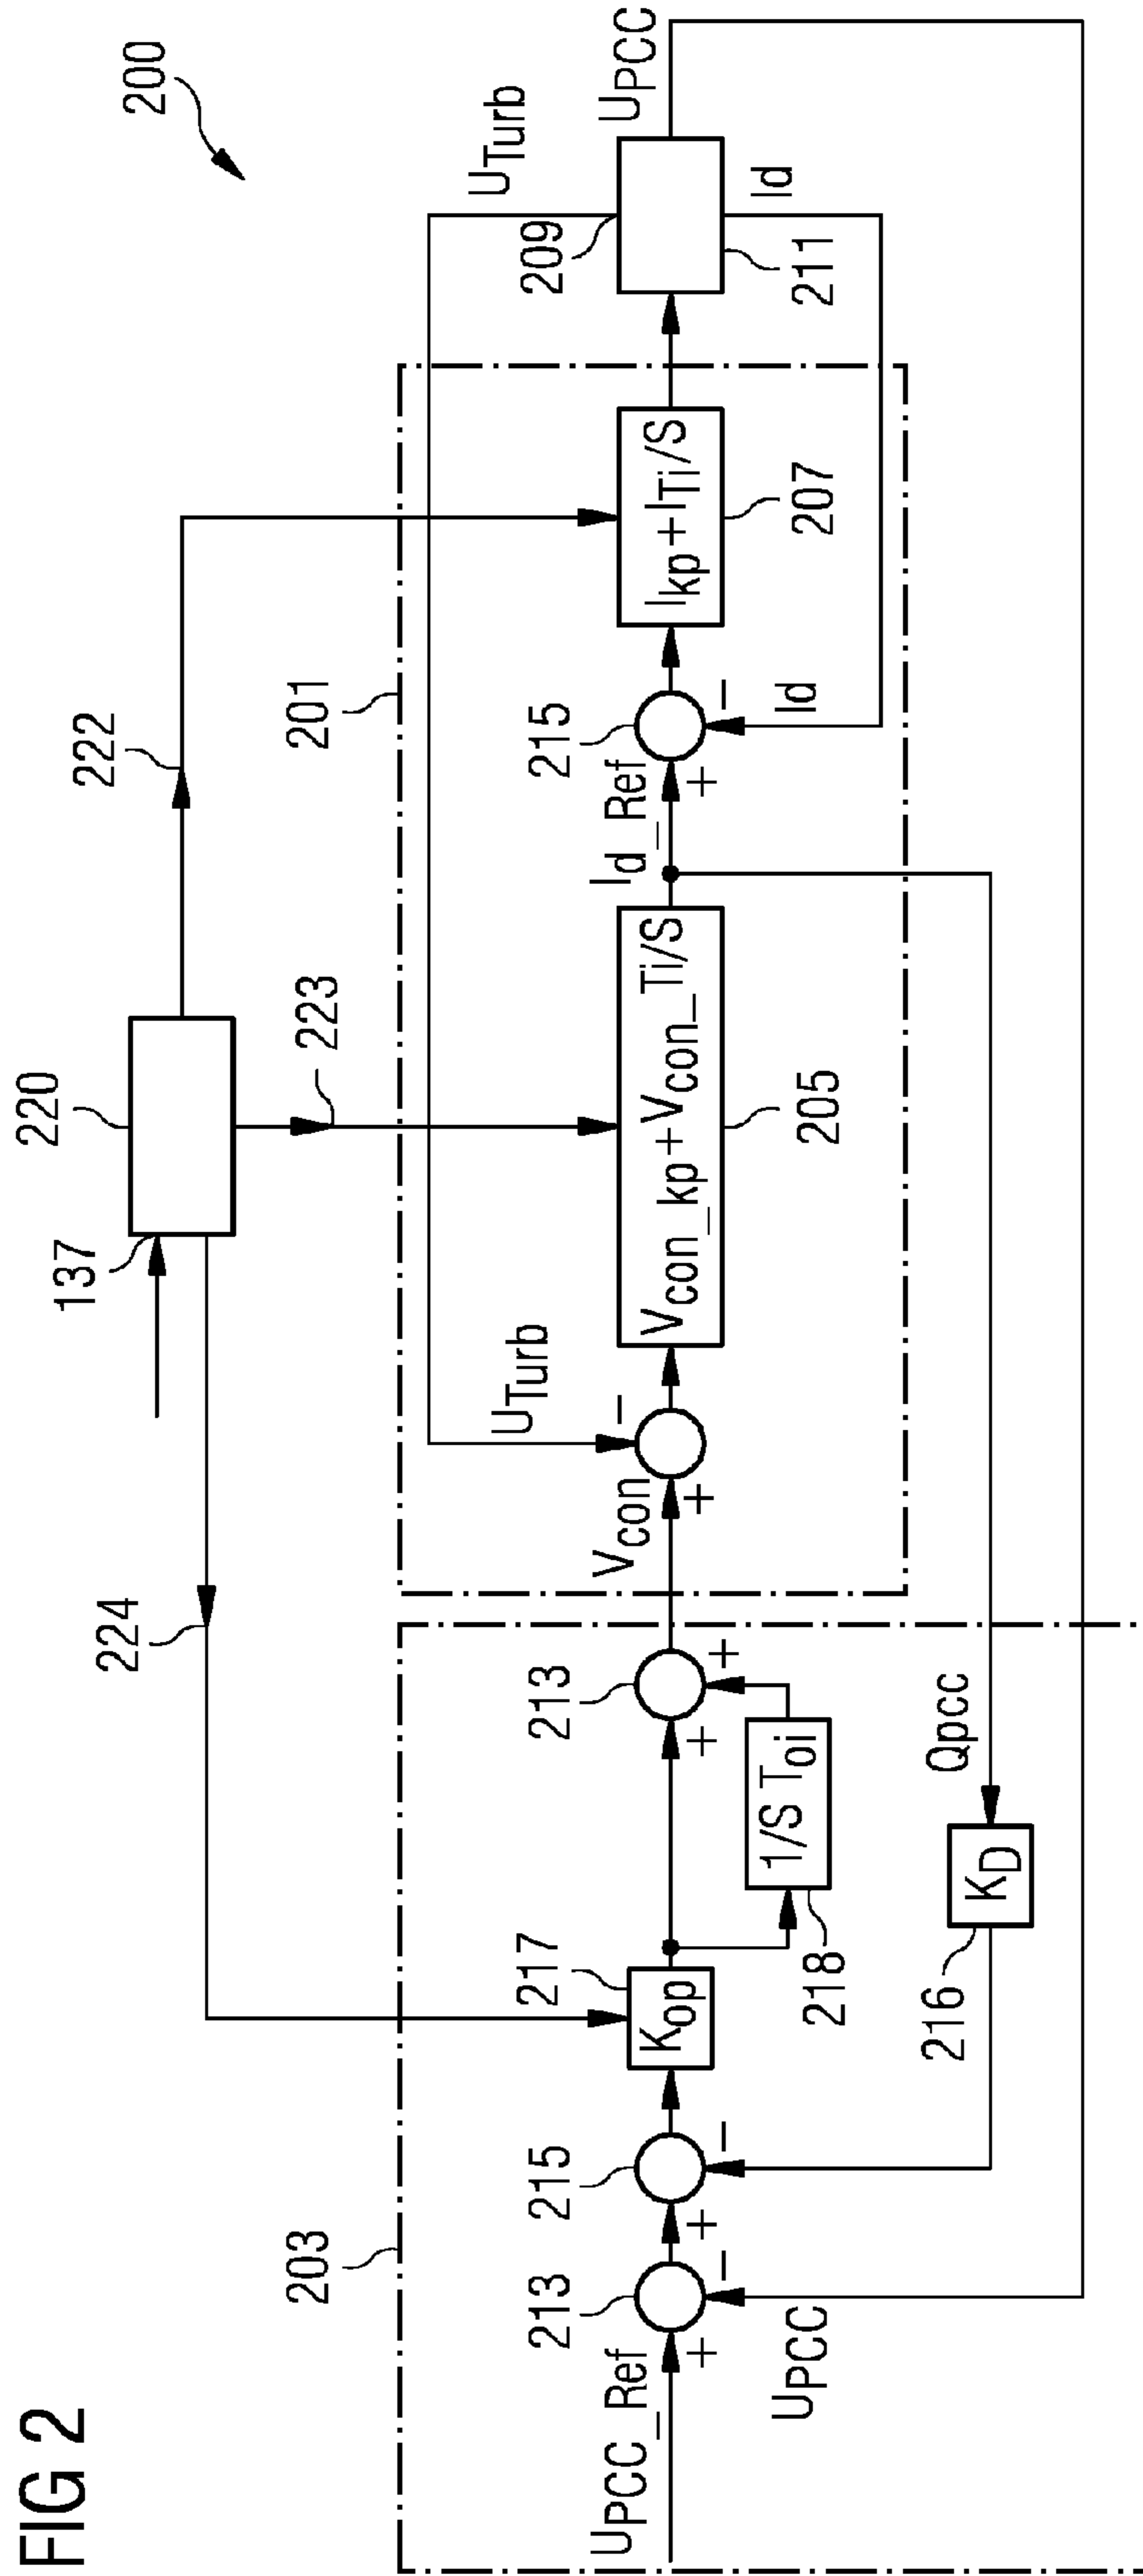 FIG 2
200
220
137
222
223
224
201
203
U_Turb
U_PCC
209
Id
211
U_PCC_Ref
+
213
−
U_PCC
+
215
−
K_op
217
1/S T_oi
218
+
213
+
K_D
216
Qpcc
V_con
+
U_Turb
−
V_con_kp+V_con_Ti/S
205
I_d_Ref
+
215
−
Id
I_kp+I_Ti/S
207